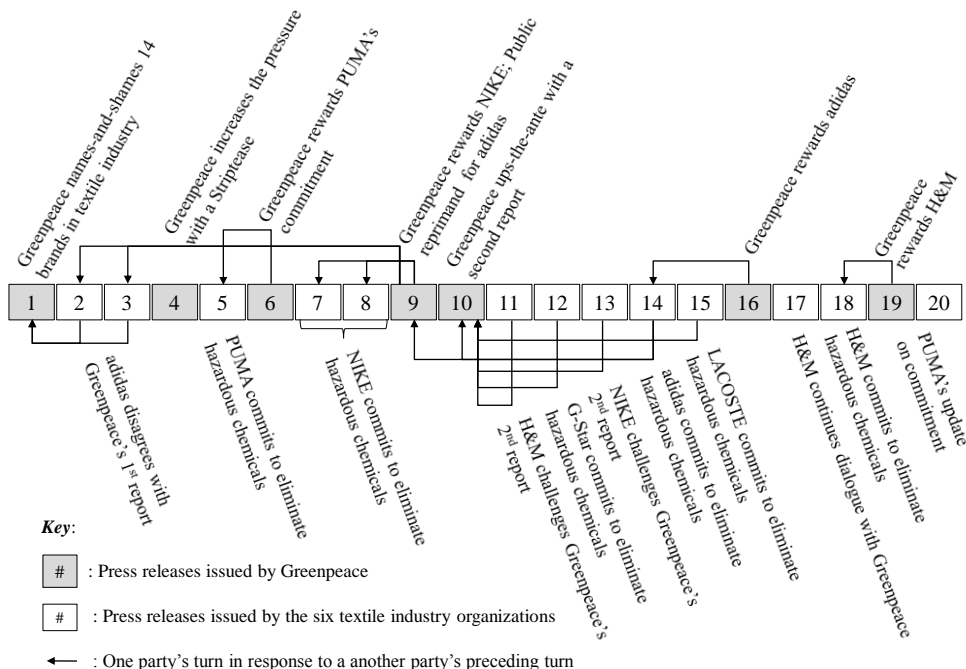 Greenpeace names-and-shames 14
brands in textile industry
Greenpeace increases the pressure
with a Striptease
Greenpeace rewards PUMA's
commitment
Greenpeace rewards NIKE; Public
reprimand for adidas
Greenpeace ups-the-ante with a
second report
Greenpeace rewards adidas
Greenpeace
rewards H&M
1 2 3 4 5 6 7 8 9 10 11 12 13 14 15 16 17 18 19 20
adidas disagrees with
Greenpeace's 1st report
PUMA commits to eliminate
hazardous chemicals
NIKE commits to eliminate
hazardous chemicals
H&M challenges Greenpeace's
2nd report
G-Star commits to eliminate
hazardous chemicals
NIKE challenges Greenpeace's
2nd report
adidas commits to eliminate
hazardous chemicals
LACOSTE commits to eliminate
hazardous chemicals
H&M continues dialogue with Greenpeace
H&M commits to eliminate
hazardous chemicals
PUMA's update
on commitment
Key:
# : Press releases issued by Greenpeace
# : Press releases issued by the six textile industry organizations
: One party's turn in response to a another party's preceding turn